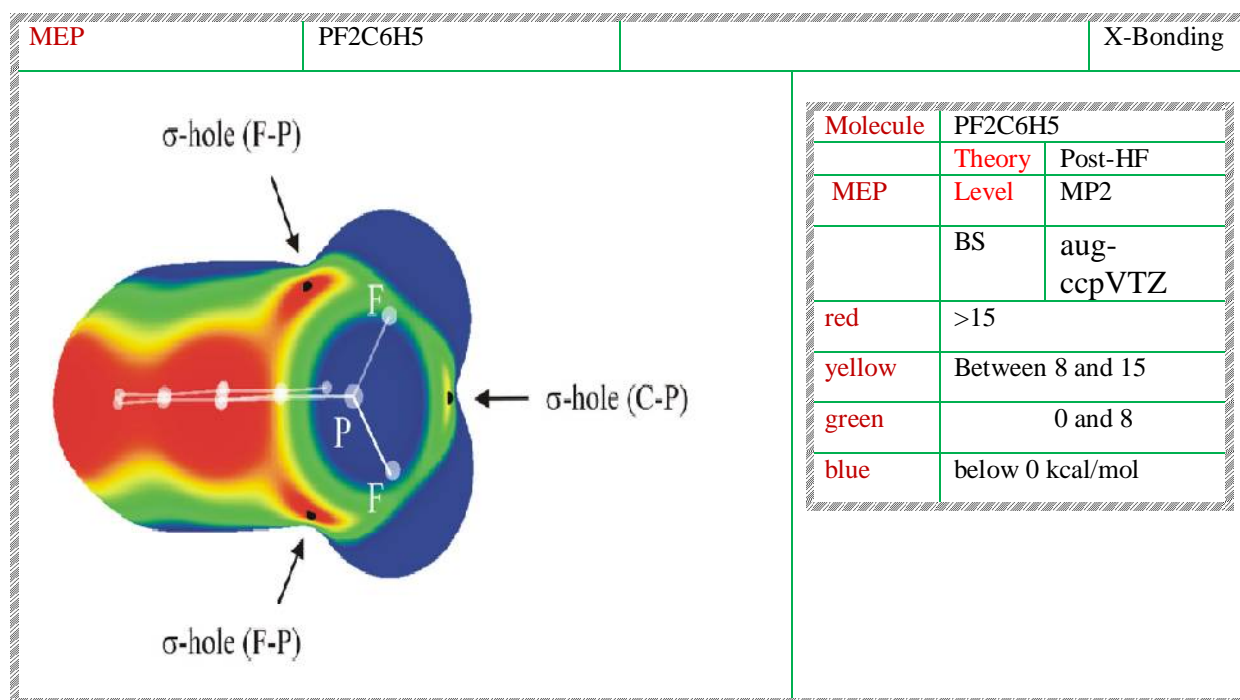 MEP PF2C6H5 X-Bonding
σ-hole (F-P)
F
P
F
σ-hole (C-P)
σ-hole (F-P)
Molecule PF2C6H5
Theory Post-HF
MEP Level MP2
BS aug-
ccpVTZ
red >15
yellow Between 8 and 15
green 0 and 8
blue below 0 kcal/mol